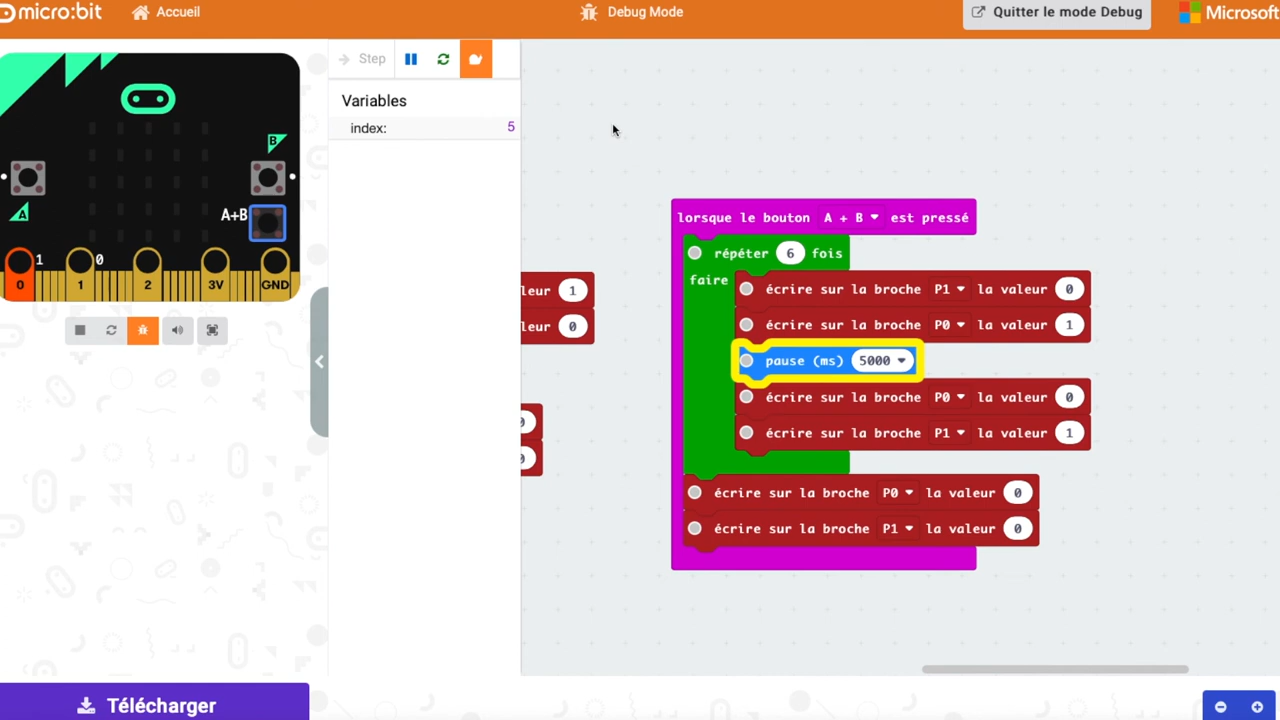 micro:bit
Accueil
Debug Mode
Quitter le mode Debug
Microsoft
Step
Variables
index: 5
B
A+B
A
1 0
0 1 2 3V GND
lorsque le bouton A + B est pressé
répéter 6 fois
faire
écrire sur la broche P1 la valeur 0
écrire sur la broche P0 la valeur 1
pause (ms) 5000
écrire sur la broche P0 la valeur 0
écrire sur la broche P1 la valeur 1
écrire sur la broche P0 la valeur 0
écrire sur la broche P1 la valeur 0
leur 1
leur 0
Télécharger